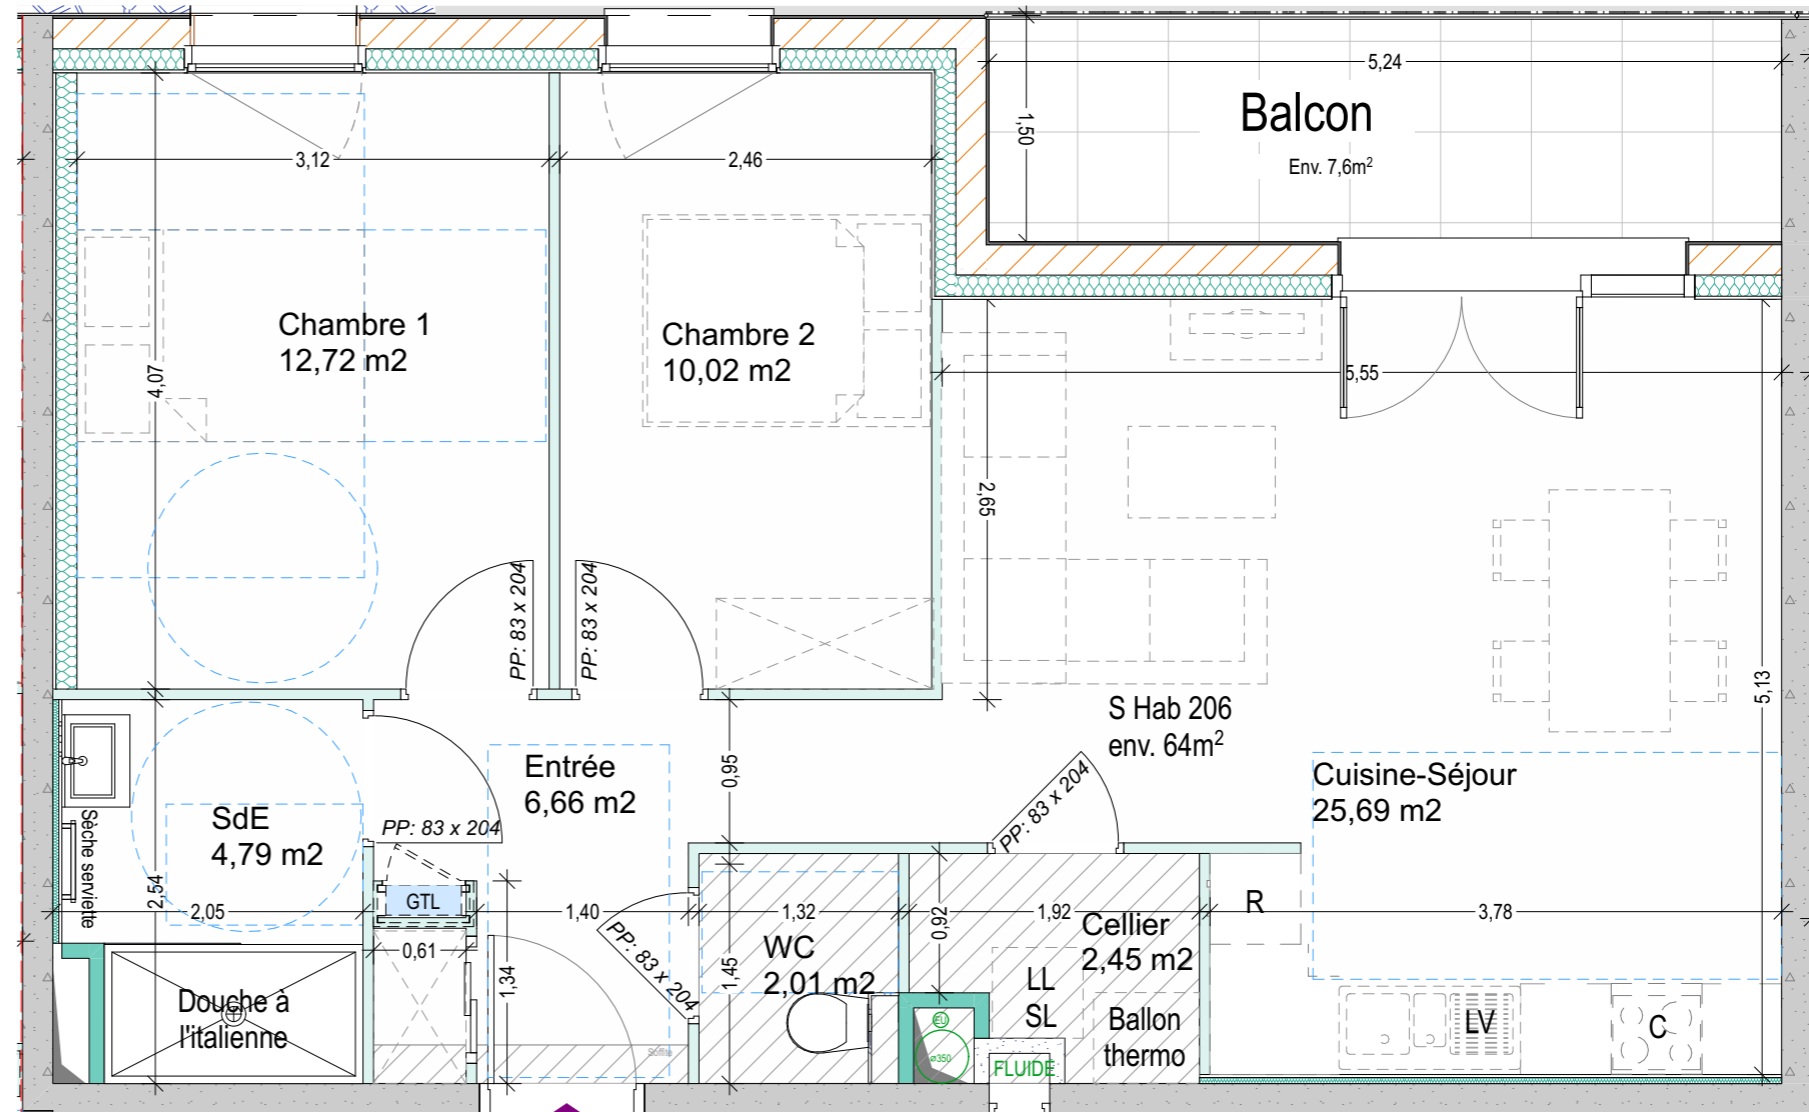 5,24
Balcon
Env. 7,6m²
1,50
3,12
2,46
Chambre 1
12,72 m2
4,07
Chambre 2
10,02 m2
5,55
2,65
PP: 83 x 204
PP: 83 x 204
5,13
S Hab 206
env. 64m²
Entrée
6,66 m2
0,95
PP: 83 x 204
Cuisine-Séjour
25,69 m2
SdE
4,79 m2
PP: 83 x 204
Sèche serviette
2,54
2,05
GTL
1,40
1,32
0,92
1,92
R
3,78
0,61
1,34
PP: 83 x 204
1,45
WC
2,01 m2
Cellier
2,45 m2
LL
SL
Douche à
l'italienne
EU
ø350
Ballon
thermo
LV
C
Soffite
FLUIDE